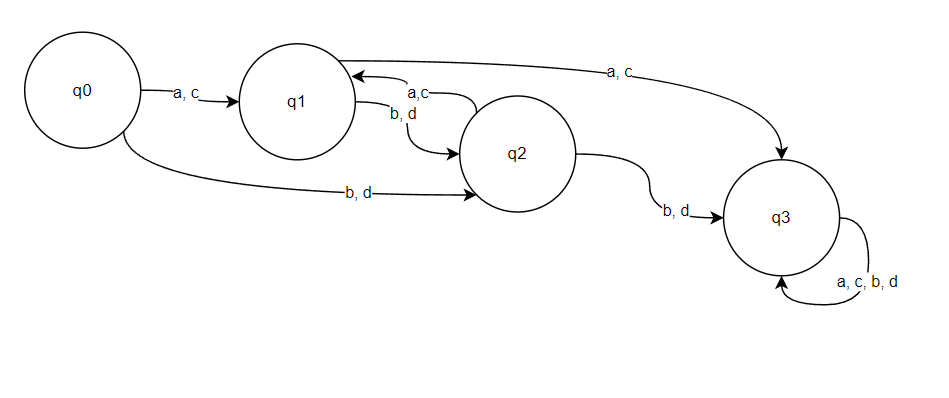 q0
a, c
q1
a, c
a,c
b, d
q2
b, d
b, d
q3
a, c, b, d